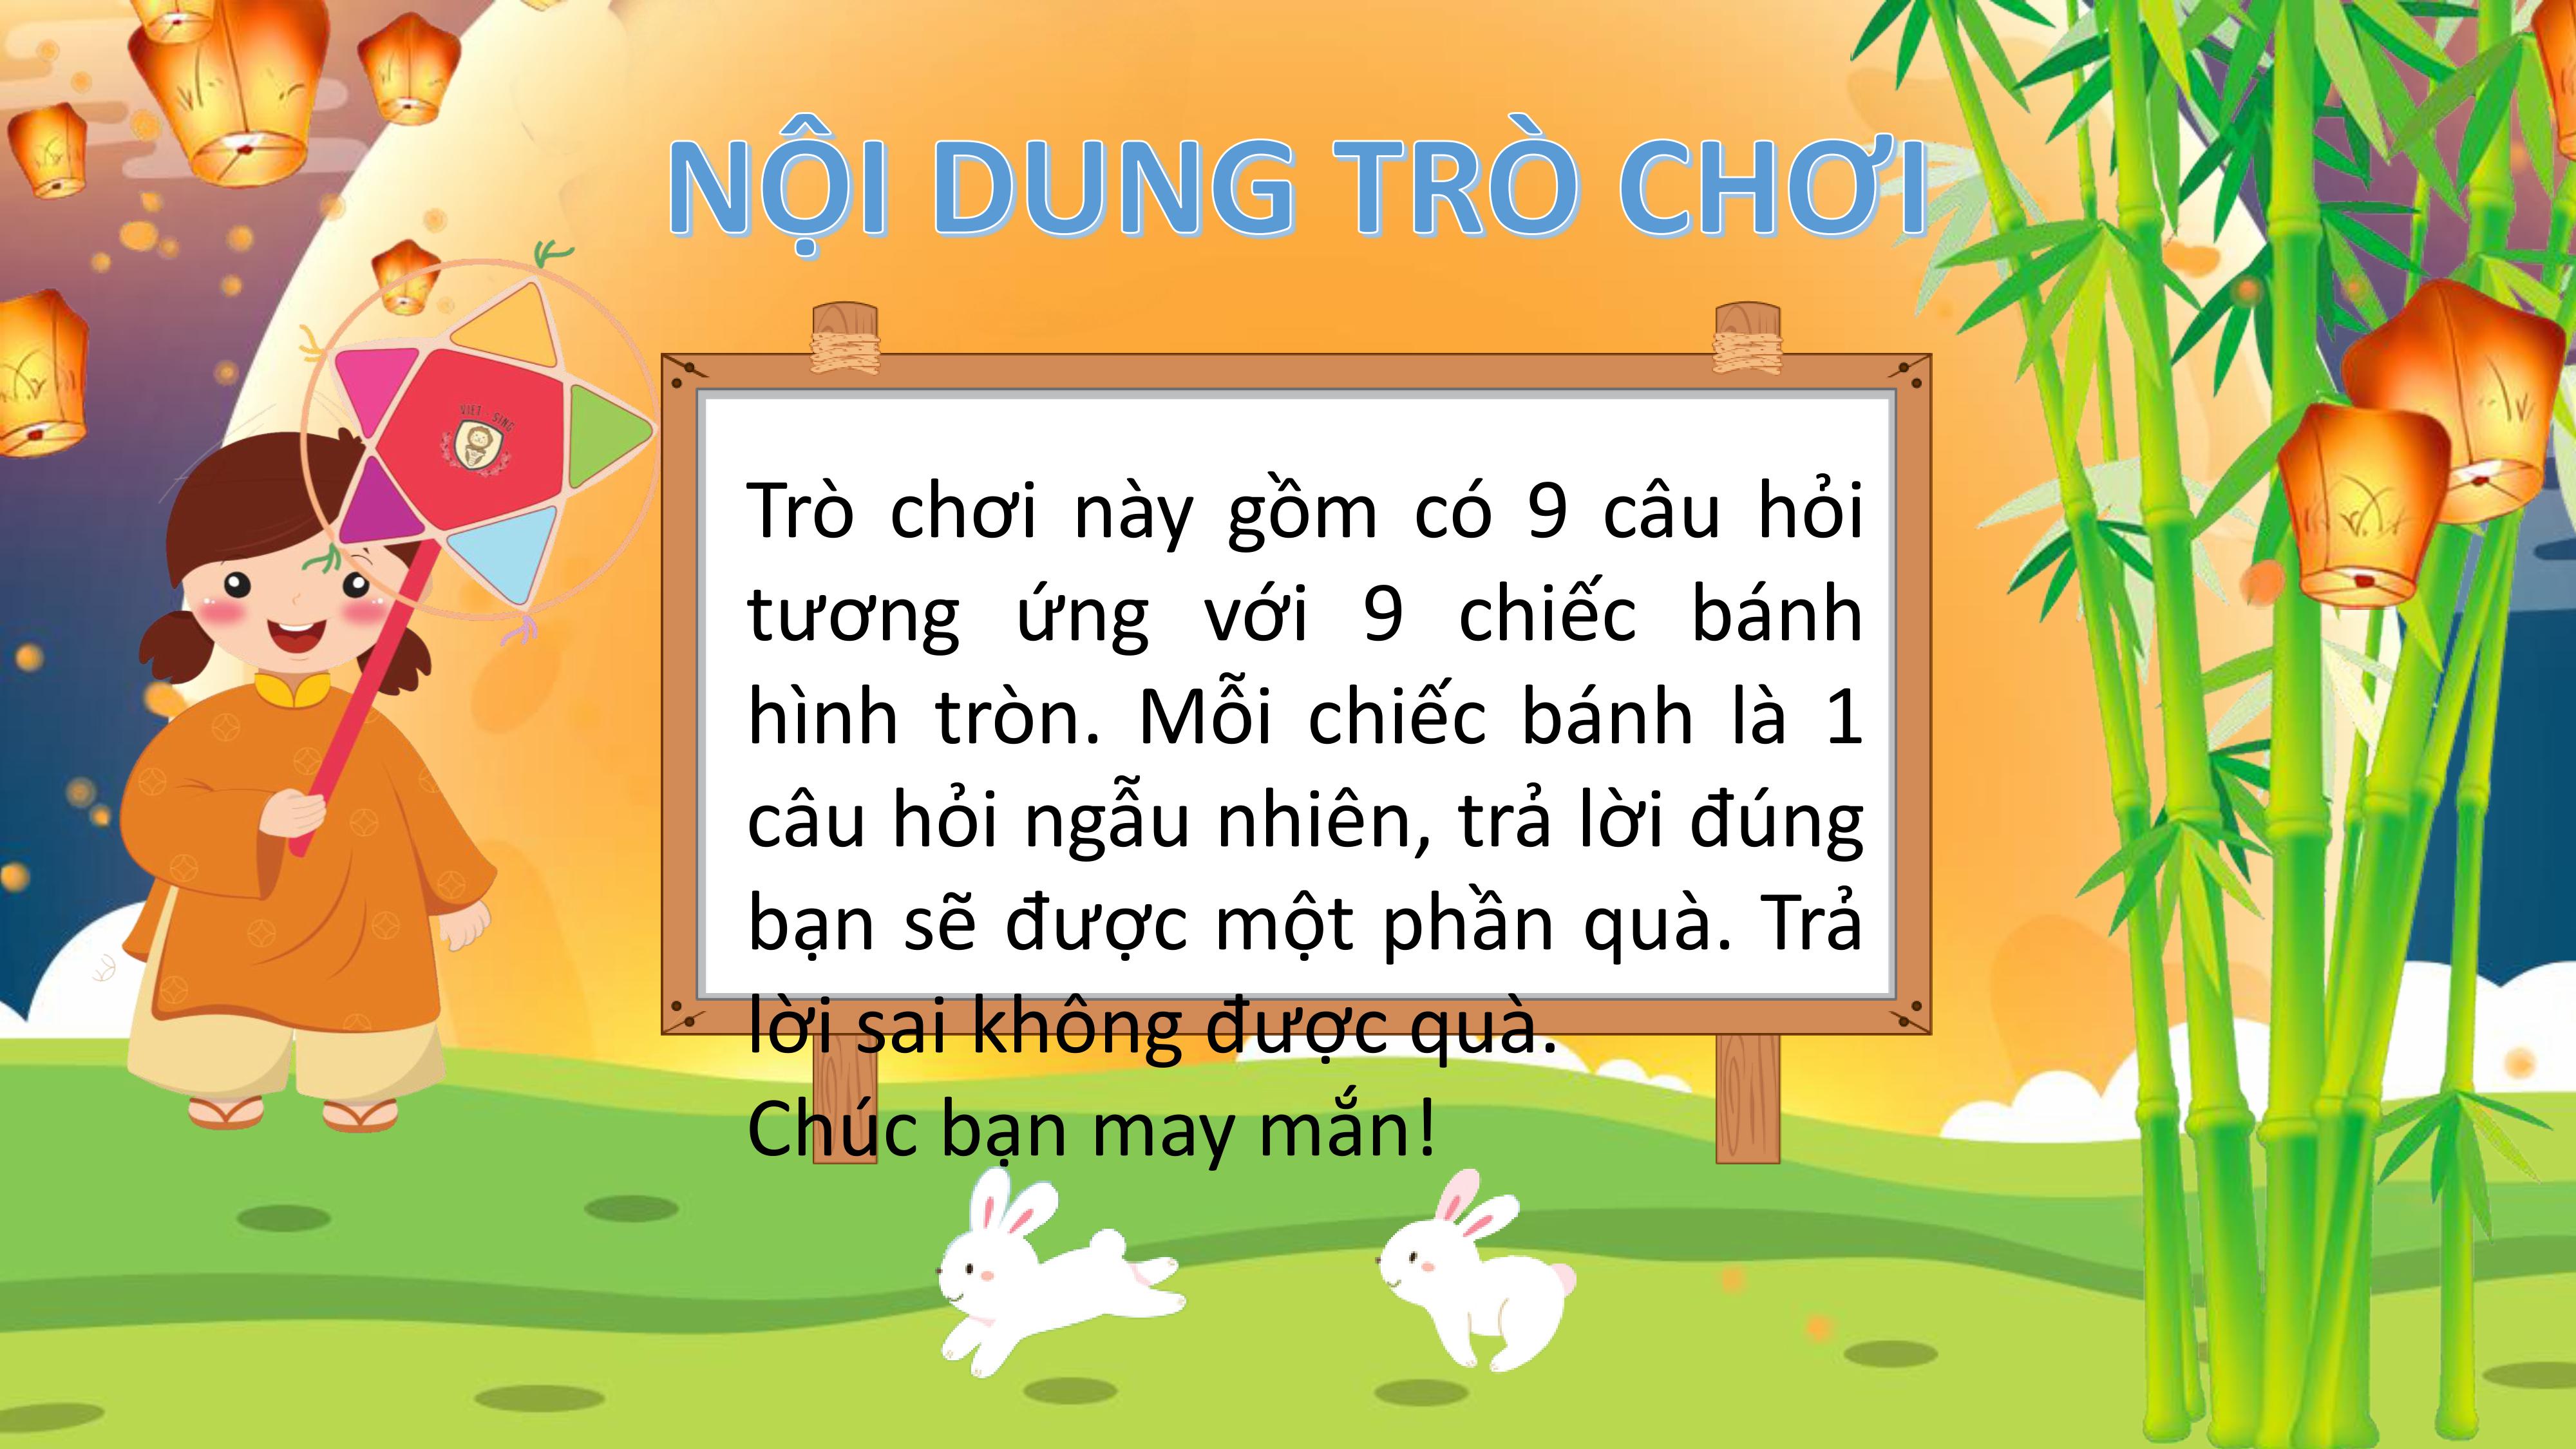 NỘI DUNG TRÒ CHƠI
VIET SING
Trò chơi này gồm có 9 câu hỏi
tương ứng với 9 chiếc bánh
hình tròn. Mỗi chiếc bánh là 1
câu hỏi ngẫu nhiên, trả lời đúng
bạn sẽ được một phần quà. Trả
lời sai không được quà.
Chúc bạn may mắn!